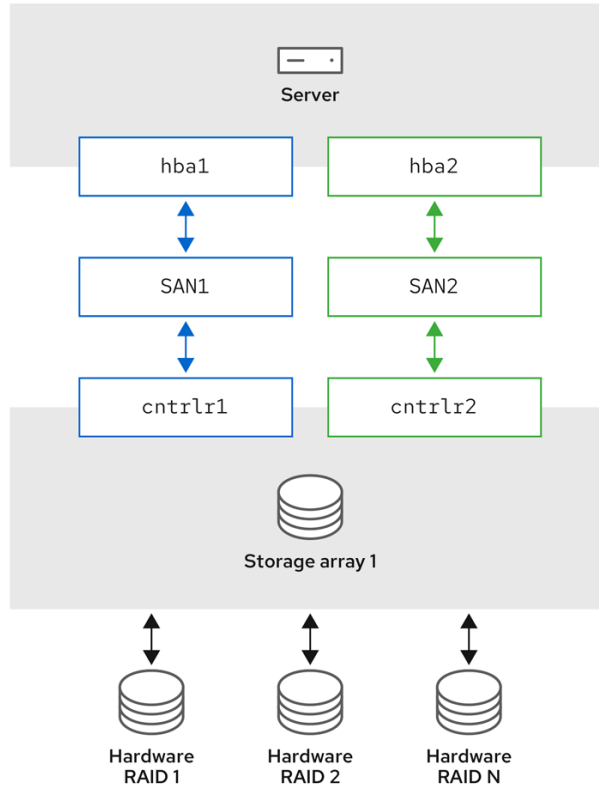 Server
hba1
hba2
SAN1
SAN2
cntrlr1
cntrlr2
Storage array 1
Hardware
RAID 1
Hardware
RAID 2
Hardware
RAID N